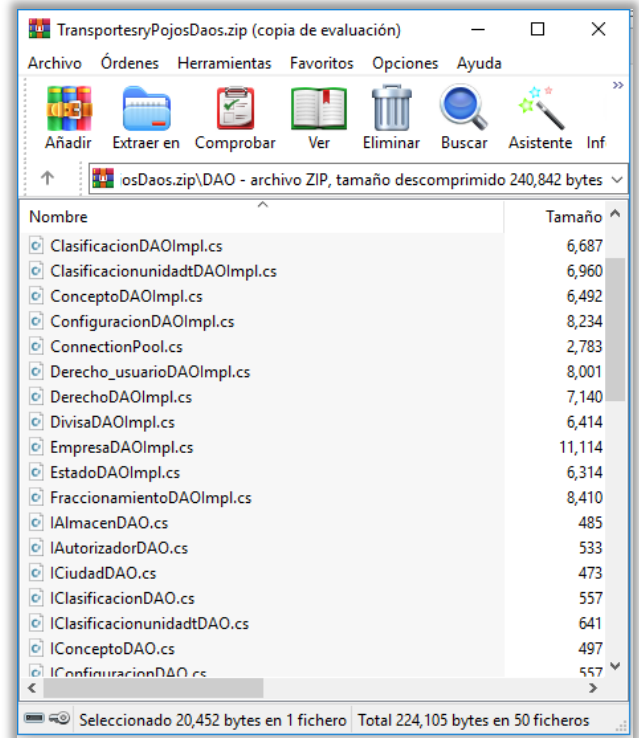 TransportesryPojosDaos.zip (copia de evaluación)
Archivo Órdenes Herramientas Favoritos Opciones Ayuda
Añadir Extraer en Comprobar Ver Eliminar Buscar Asistente Inf
osDaos.zip\DAO - archivo ZIP, tamaño descomprimido 240,842 bytes
Nombre Tamaño
ClasificacionDAOImpl.cs 6,687
ClasificacionunidadtDAOImpl.cs 6,960
ConceptoDAOImpl.cs 6,492
ConfiguracionDAOImpl.cs 8,234
ConnectionPool.cs 2,783
Derecho_usuarioDAOImpl.cs 8,001
DerechoDAOImpl.cs 7,140
DivisaDAOImpl.cs 6,414
EmpresaDAOImpl.cs 11,114
EstadoDAOImpl.cs 6,314
FraccionamientoDAOImpl.cs 8,410
IAlmacenDAO.cs 485
IAutorizadorDAO.cs 533
ICiudadDAO.cs 473
IClasificacionDAO.cs 557
IClasificacionunidadtDAO.cs 641
IConceptoDAO.cs 497
IConfiguracionDAO.cs 557
Seleccionado 20,452 bytes en 1 fichero Total 224,105 bytes en 50 ficheros